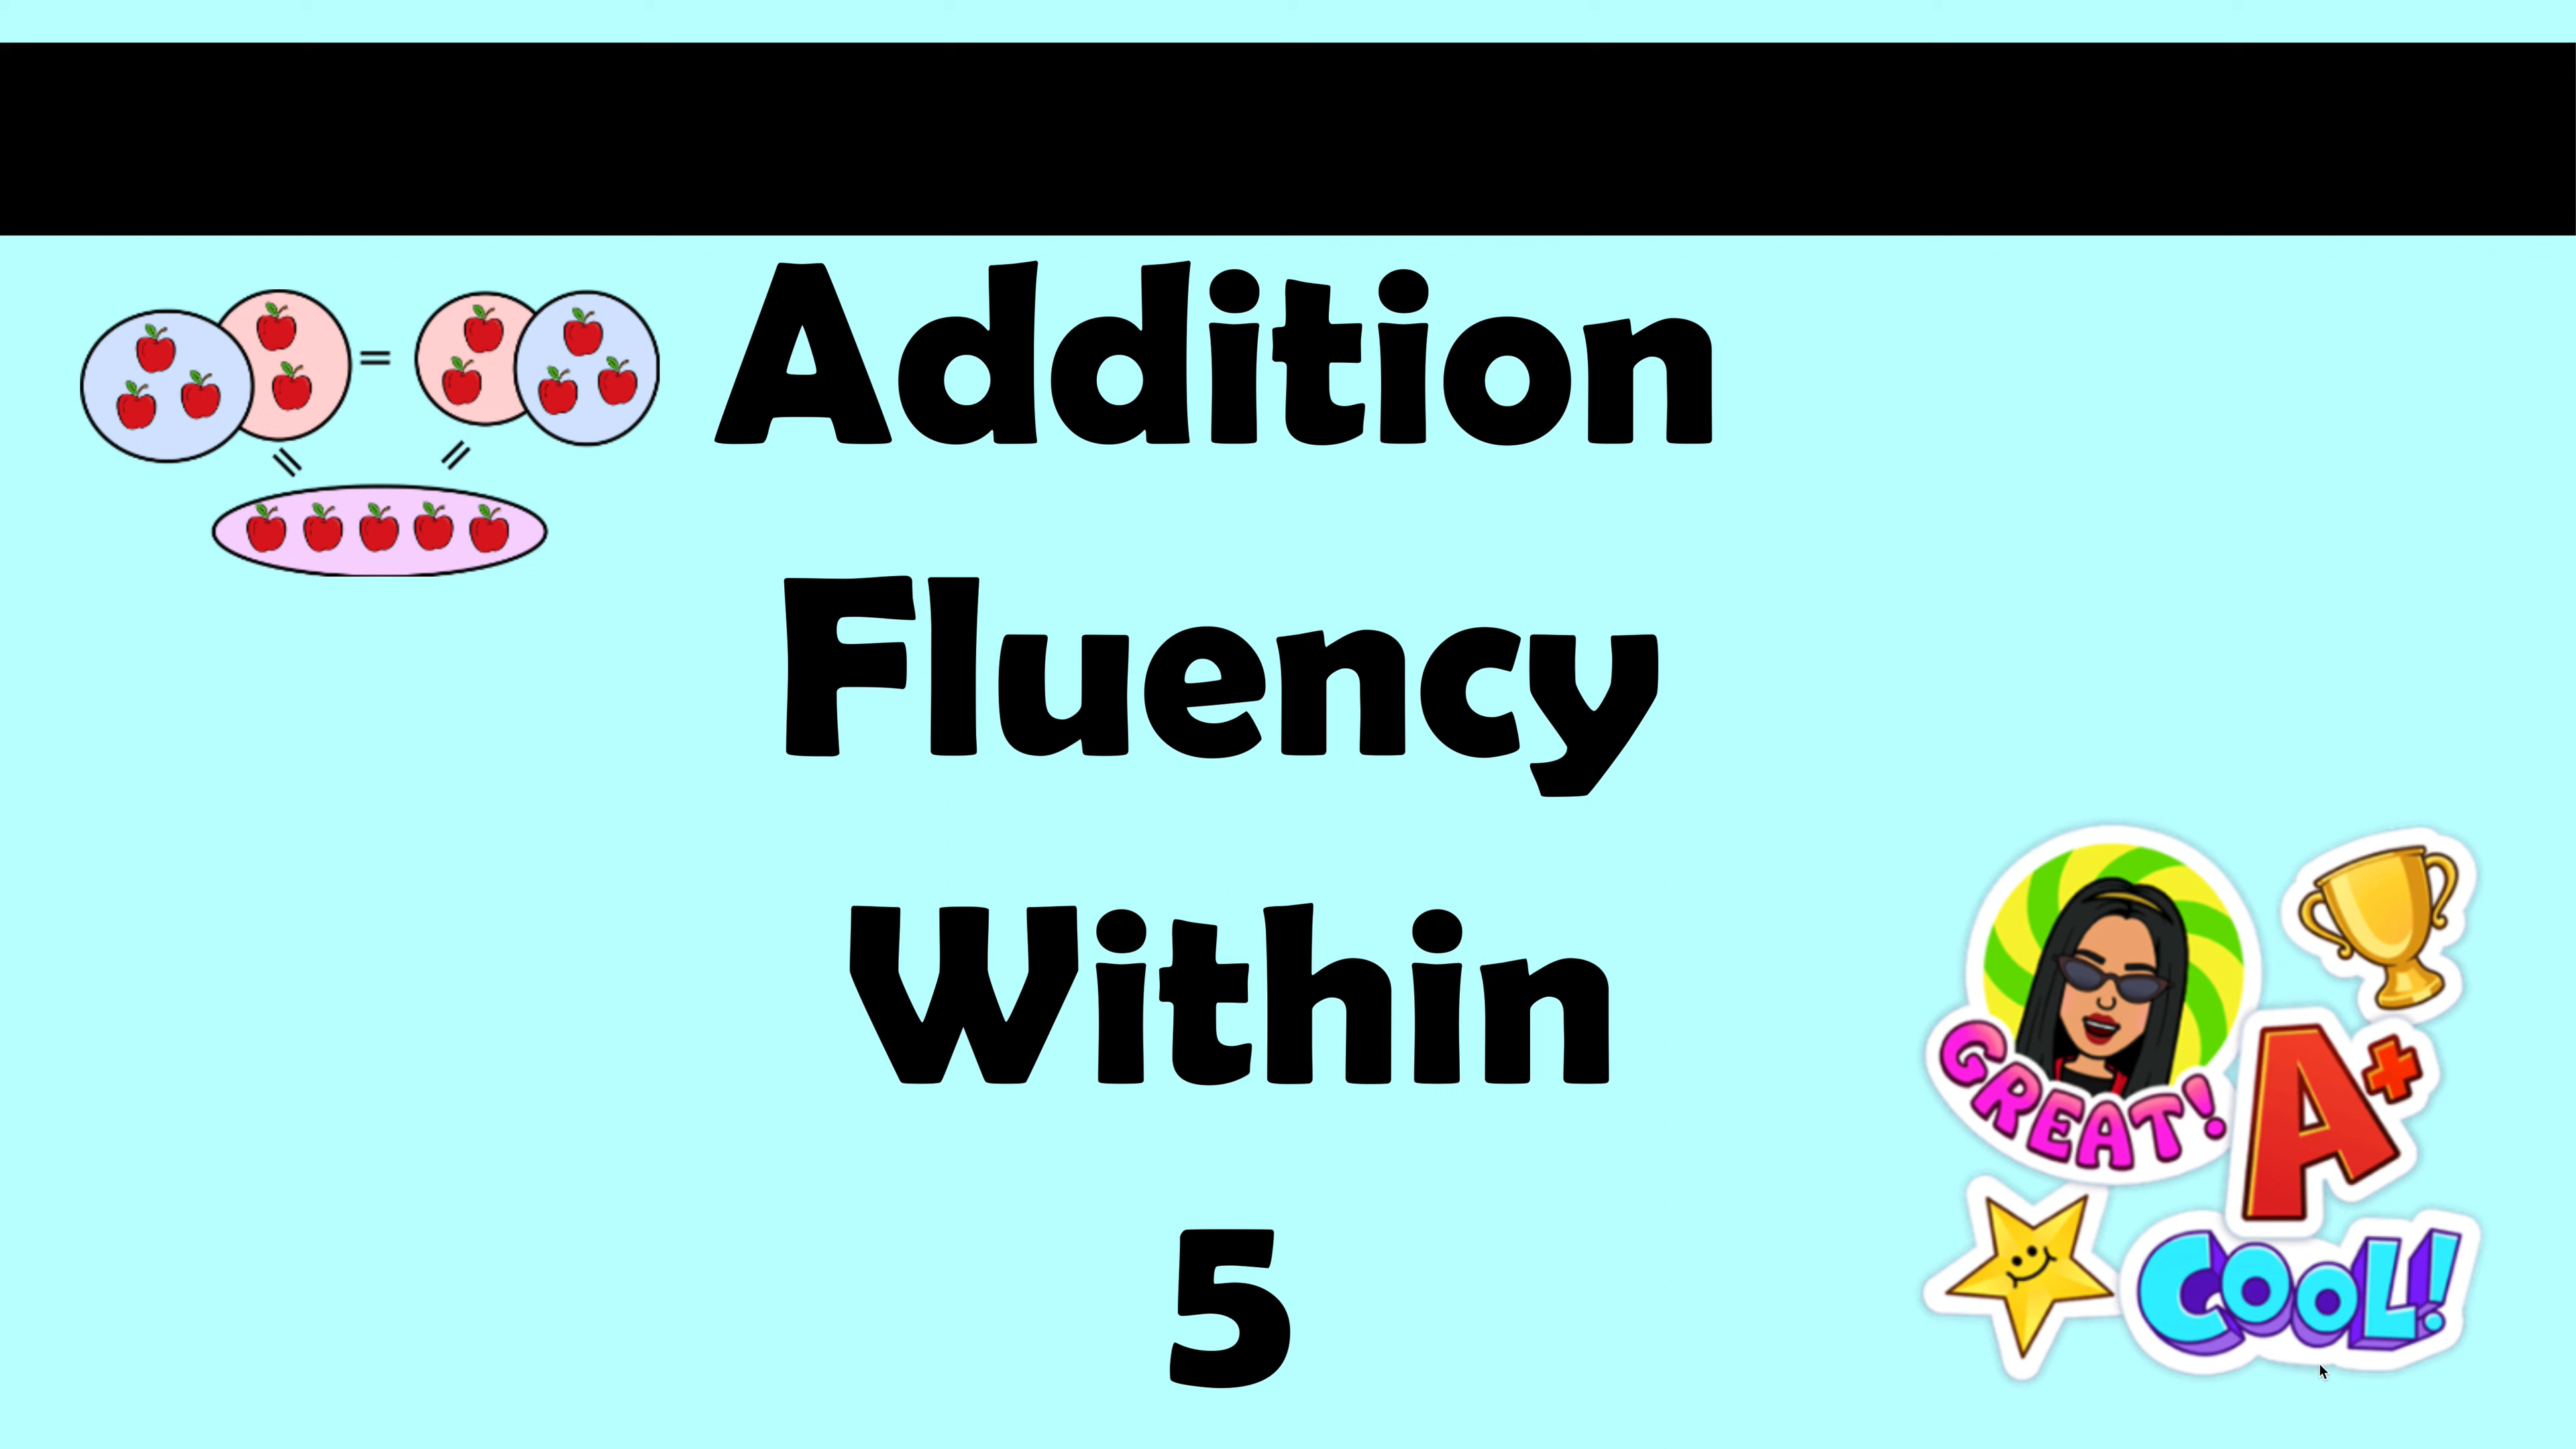 =
=
=
Addition
Fluency
Within
5
GREAT!
A+
COOL!